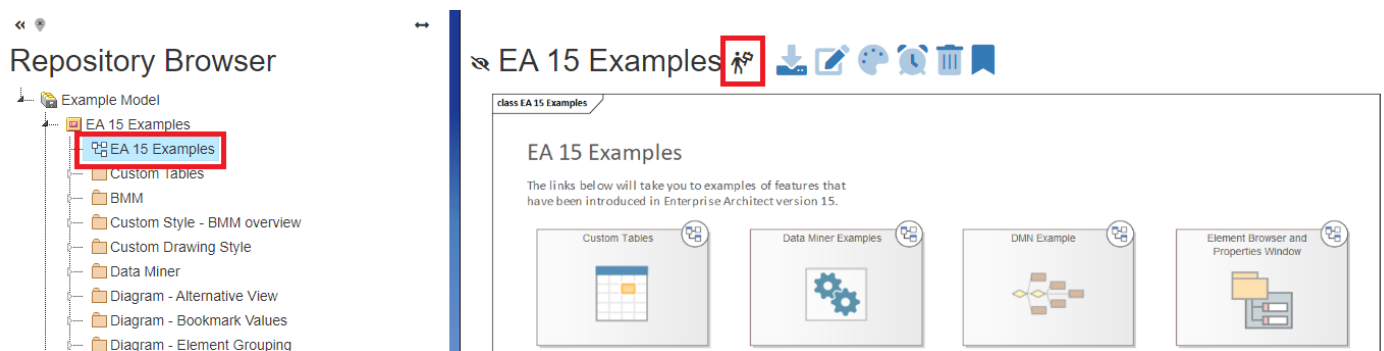 Repository Browser
Example Model
EA 15 Examples
EA 15 Examples
Custom Tables
BMM
Custom Style - BMM overview
Custom Drawing Style
Data Miner
Diagram - Alternative View
Diagram - Bookmark Values
Diagram - Element Grouping
EA 15 Examples
class EA 15 Examples
EA 15 Examples
The links below will take you to examples of features that
have been introduced in Enterprise Architect version 15.
Custom Tables
Data Miner Examples
DMN Example
Element Browser and
Properties Window